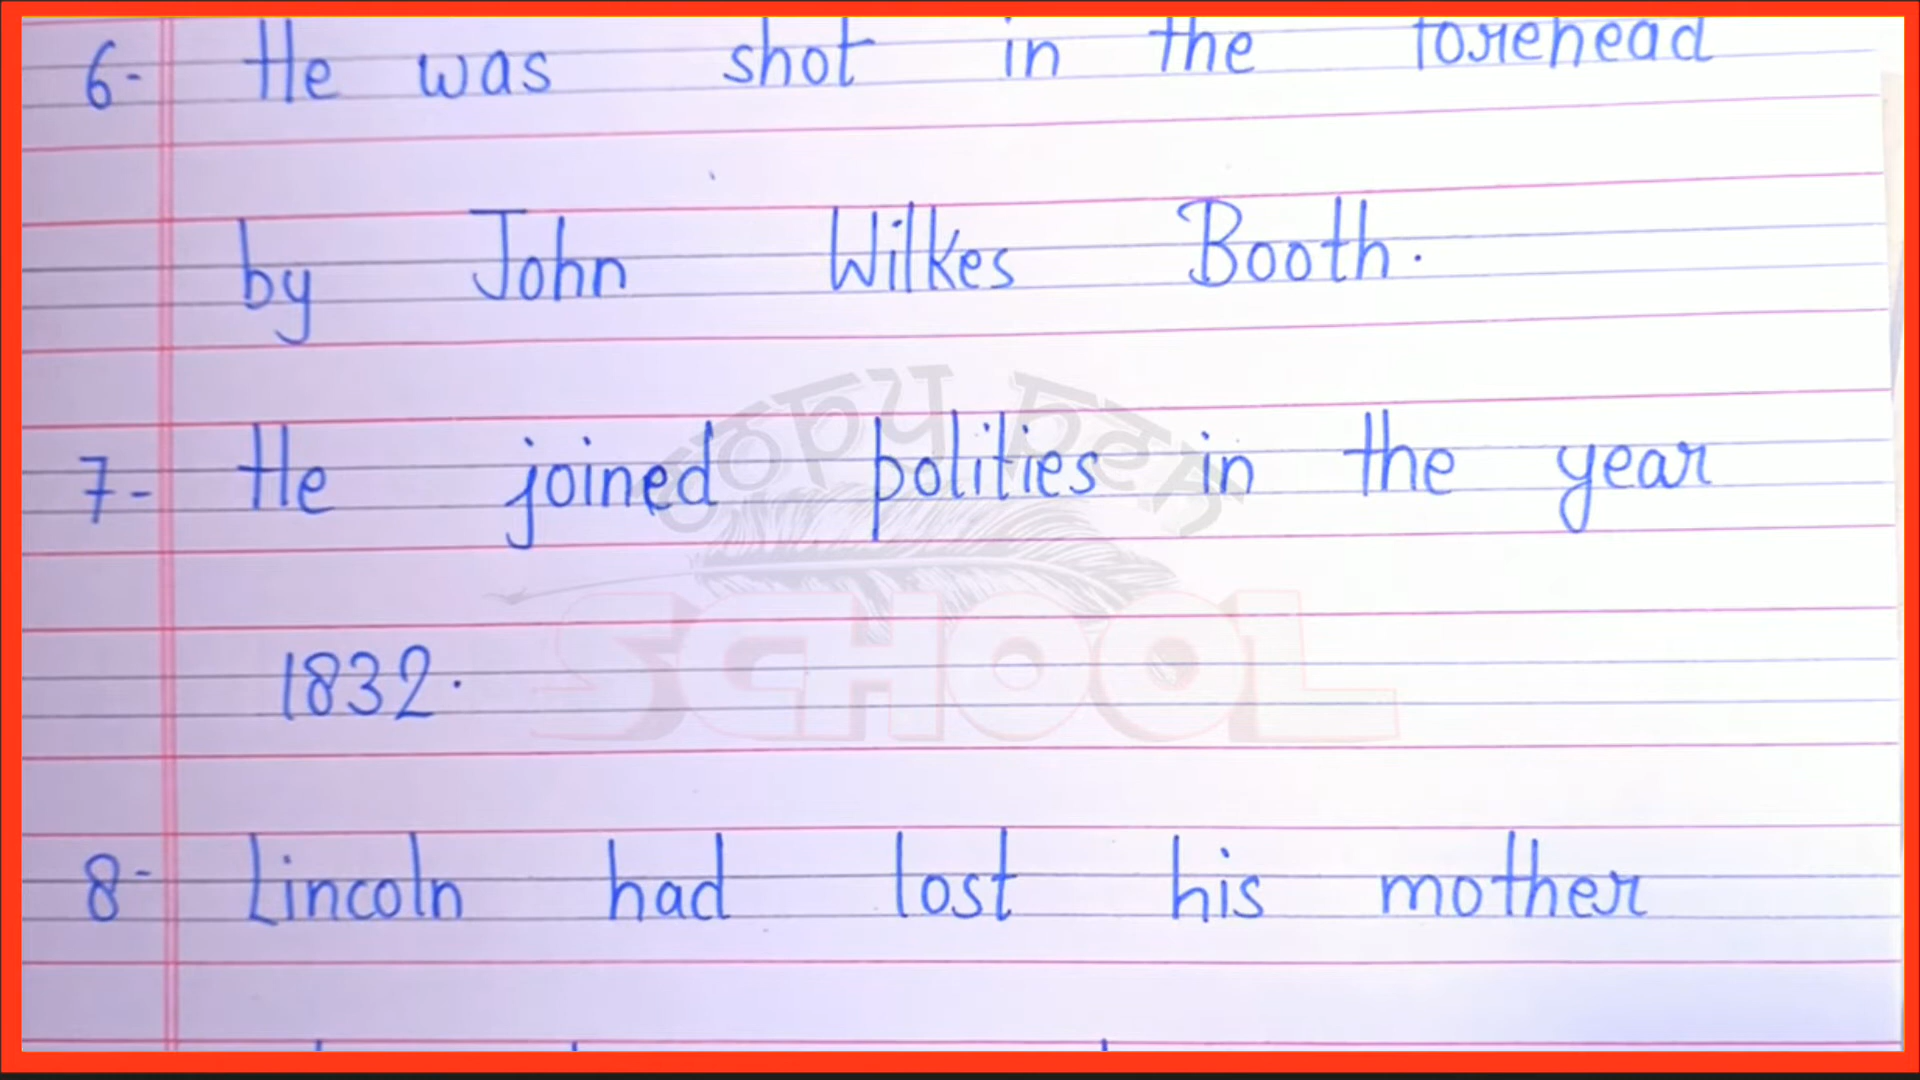 6- He was shot in the forehead
by John Wilkes Booth.
7- He joined polities in the year
1832.
8- Lincoln had lost his mother
कॉपी पेन
SCHOOL